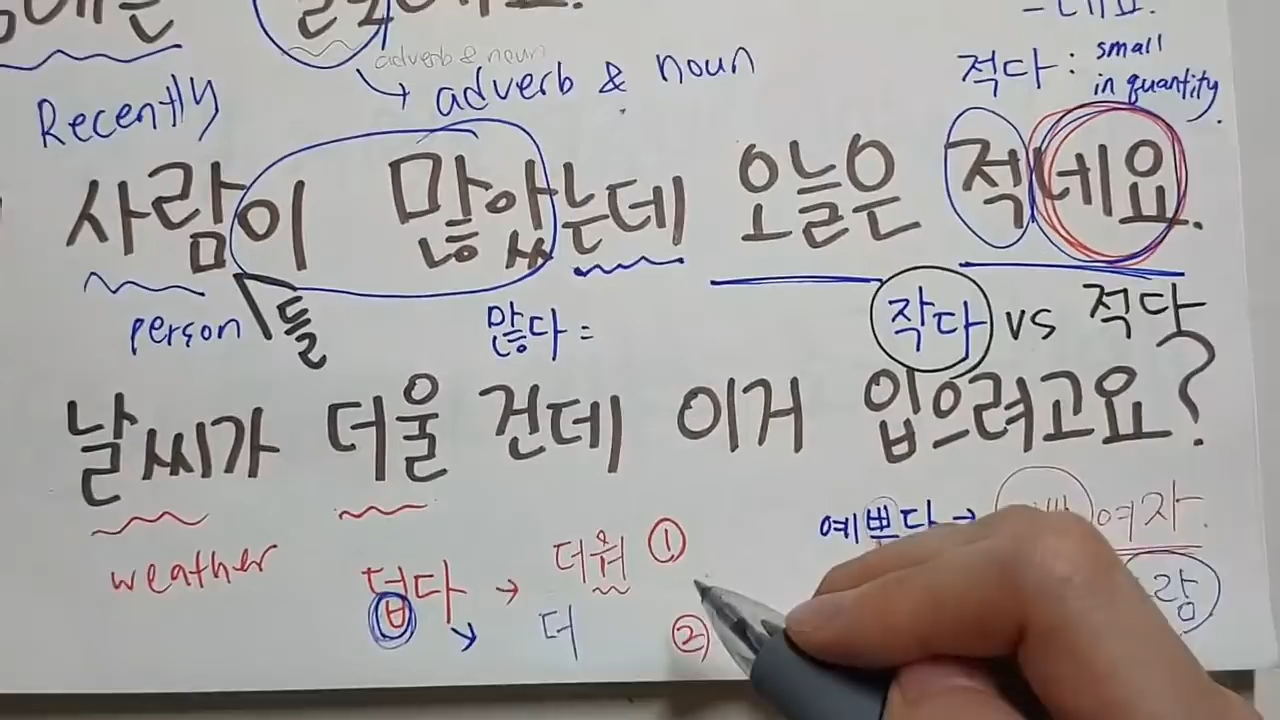 -네요.
adverb & noun
적다: small
in quantity.
Recently
adverb & noun
사람이 많았는데 오늘은 적네요.
person 들
많다=
작다 vs 적다
날씨가 더울 건데 이거 입으려고요?
예쁘다→ 여자.
weather
덥다 → 더워 ①
더 ②
람